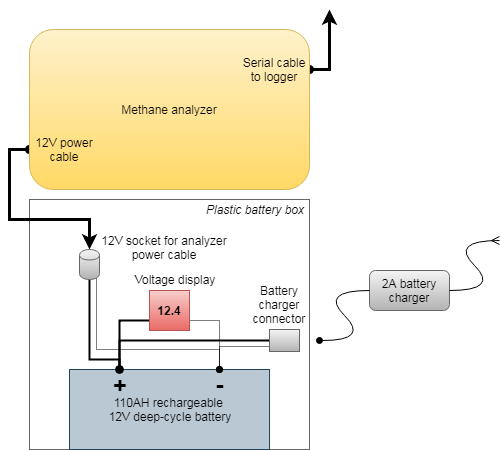 Serial cable
to logger
Methane analyzer
12V power
cable
Plastic battery box
12V socket for analyzer
power cable
Voltage display
12.4
Battery
charger
connector
2A battery
charger
+ -
110AH rechargeable
12V deep-cycle battery